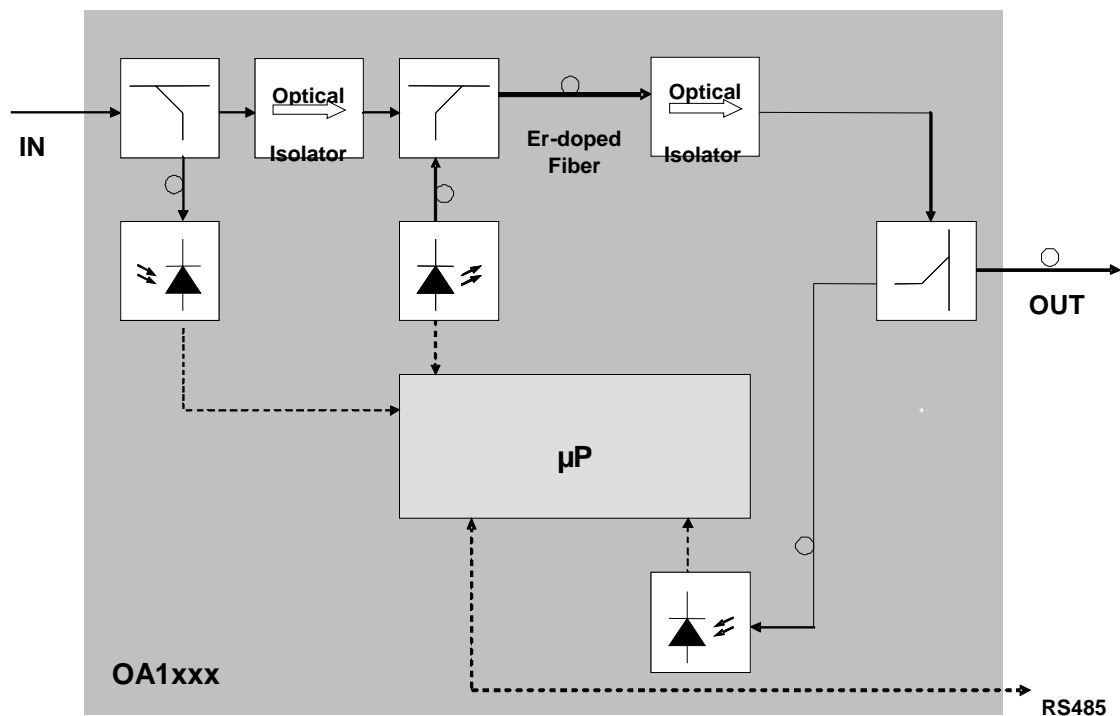 Optical
Isolator
Optical
Isolator
IN
Er-doped
Fiber
OUT
µP
OA1xxx
RS485